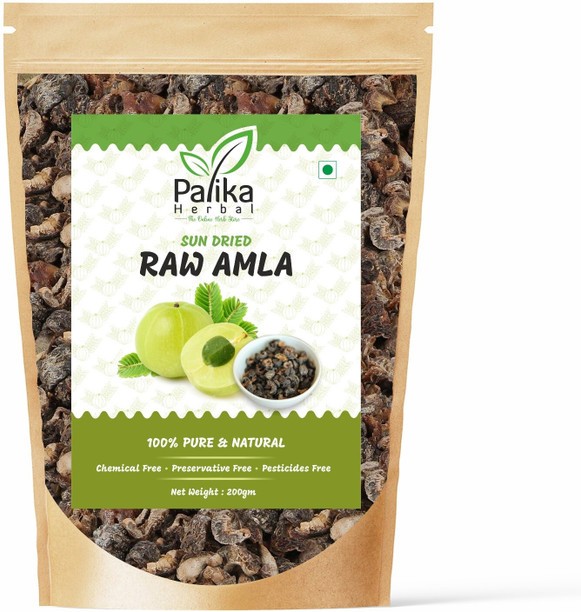 Palika
Herbal
The Online Herb Store
SUN DRIED
RAW AMLA
100% PURE & NATURAL
Chemical Free • Preservative Free • Pesticides Free
Net Weight : 200gm